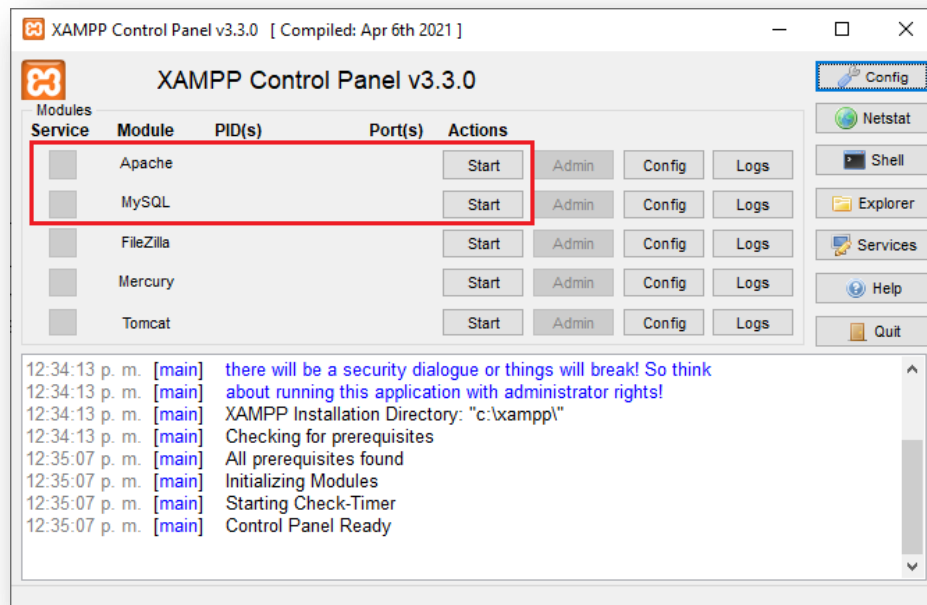 XAMPP Control Panel v3.3.0 [ Compiled: Apr 6th 2021 ]
XAMPP Control Panel v3.3.0
Config
Modules
Service Module PID(s) Port(s) Actions
Netstat
Apache Start Admin Config Logs
Shell
MySQL Start Admin Config Logs
Explorer
FileZilla Start Admin Config Logs
Services
Mercury Start Admin Config Logs
Help
Tomcat Start Admin Config Logs
Quit
12:34:13 p. m. [main] there will be a security dialogue or things will break! So think
12:34:13 p. m. [main] about running this application with administrator rights!
12:34:13 p. m. [main] XAMPP Installation Directory: "c:\xampp\"
12:34:13 p. m. [main] Checking for prerequisites
12:35:07 p. m. [main] All prerequisites found
12:35:07 p. m. [main] Initializing Modules
12:35:07 p. m. [main] Starting Check-Timer
12:35:07 p. m. [main] Control Panel Ready